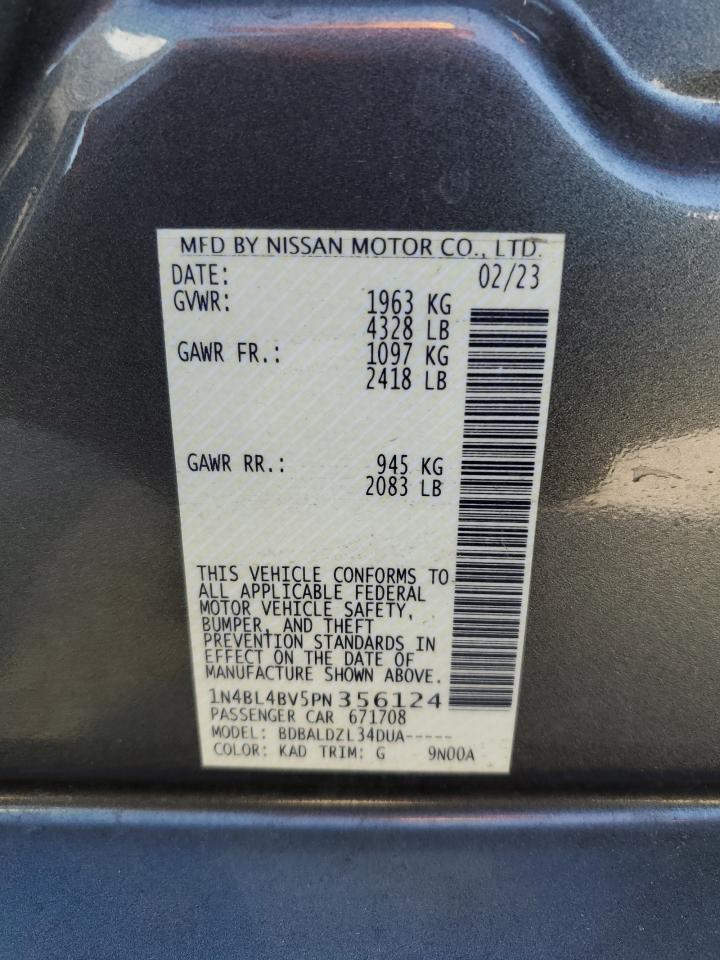 MFD BY NISSAN MOTOR CO., LTD.
DATE: 02/23
GVWR: 1963 KG
4328 LB
GAWR FR.: 1097 KG
2418 LB
GAWR RR.: 945 KG
2083 LB
THIS VEHICLE CONFORMS TO
ALL APPLICABLE FEDERAL
MOTOR VEHICLE SAFETY,
BUMPER, AND THEFT
PREVENTION STANDARDS IN
EFFECT ON THE DATE OF
MANUFACTURE SHOWN ABOVE.
1N4BL4BV5PN356124
PASSENGER CAR 671708
MODEL: BDBALDZL34DUA-----
COLOR: KAD TRIM: G 9N00A